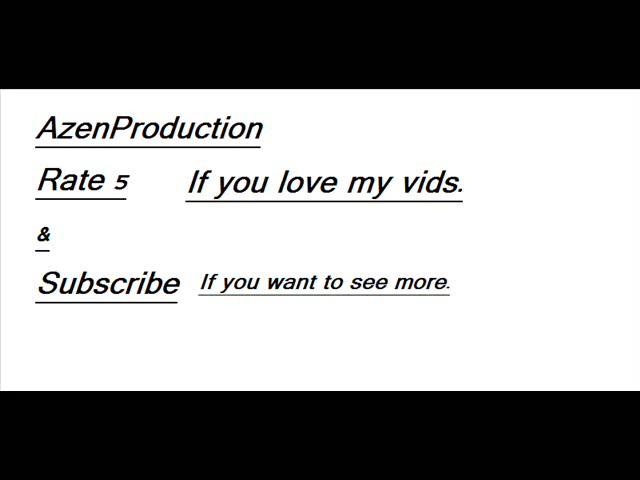 AzenProduction
Rate 5 If you love my vids.
&
Subscribe If you want to see more.